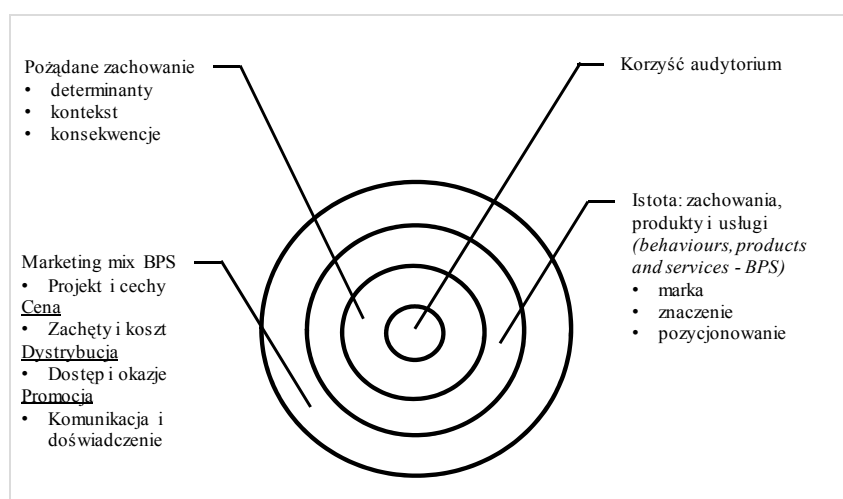 Pożądane zachowanie
• determinanty
• kontekst
• konsekwencje
Korzyść audytorium
Istota: zachowania,
produkty i usługi
(behaviours, products
and services - BPS)
• marka
• znaczenie
• pozycjonowanie
Marketing mix BPS
• Projekt i cechy
Cena
• Zachęty i koszt
Dystrybucja
• Dostęp i okazje
Promocja
• Komunikacja i
doświadczenie